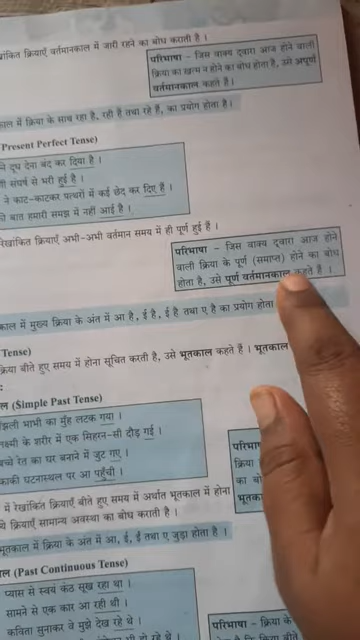 खांकित क्रियाएँ वर्तमानकाल में जारी रहने का बोध कराती है ।
परिभाषा – जिस वाक्य द्वारा आज होने वाली
क्रिया का खत्म न होने का बोध होता है, उसे अपूर्ण
वर्तमानकाल कहते है ।
काल में क्रिया के साथ रहा है, रही हैं तथा रहे हैं, का प्रयोग होता है ।
Present Perfect Tense)
ने दूध देना बंद कर दिया है ।
संघर्ष से भरी हुई है ।
ने काट-काटकर पत्थरों में कई छेद कर दिए हैं ।
की बात हमारी समझ में नहीं आई है ।
रेखांकित क्रियाएँ अभी-अभी वर्तमान समय में ही पूर्ण हुई हैं ।
परिभाषा – जिस वाक्य द्वारा आज होने
वाली क्रिया के पूर्ण (समाप्त) होने का बोध
होता है, उसे पूर्ण वर्तमानकाल कहते हैं ।
काल में मुख्य क्रिया के अंत में आ है, ई है, ई हैं तथा ए है का प्रयोग होता
Tense)
क्रिया बीते हुए समय में होना सूचित करती है, उसे भूतकाल कहते हैं । भूतकाल
ल (Simple Past Tense)
झली भाभी का मुँह लटक गया ।
लक्ष्मी के शरीर में एक सिहरन-सी दौड़ गई ।
बच्चे रेत का घर बनाने में जुट गए ।
काकी घटनास्थल पर आ पहुँची ।
परिभा
क्रिया
का बो
भूतका
में रेखांकित क्रियाएँ बीते हुए समय में अर्थात भूतकाल में होना
ये क्रियाएँ सामान्य अवस्था का बोध कराती है ।
भूतकाल में क्रिया के अंत में आ, ई, ईं तथा ए जुड़ा होता है ।
ल (Past Continuous Tense)
प्यास से स्वयं कंठ सूख रहा था ।
सामने से एक कार आ रही थी ।
कविता सुनाकर वे मुझे देख रहे थे ।
परिभाषा – क्रिया के